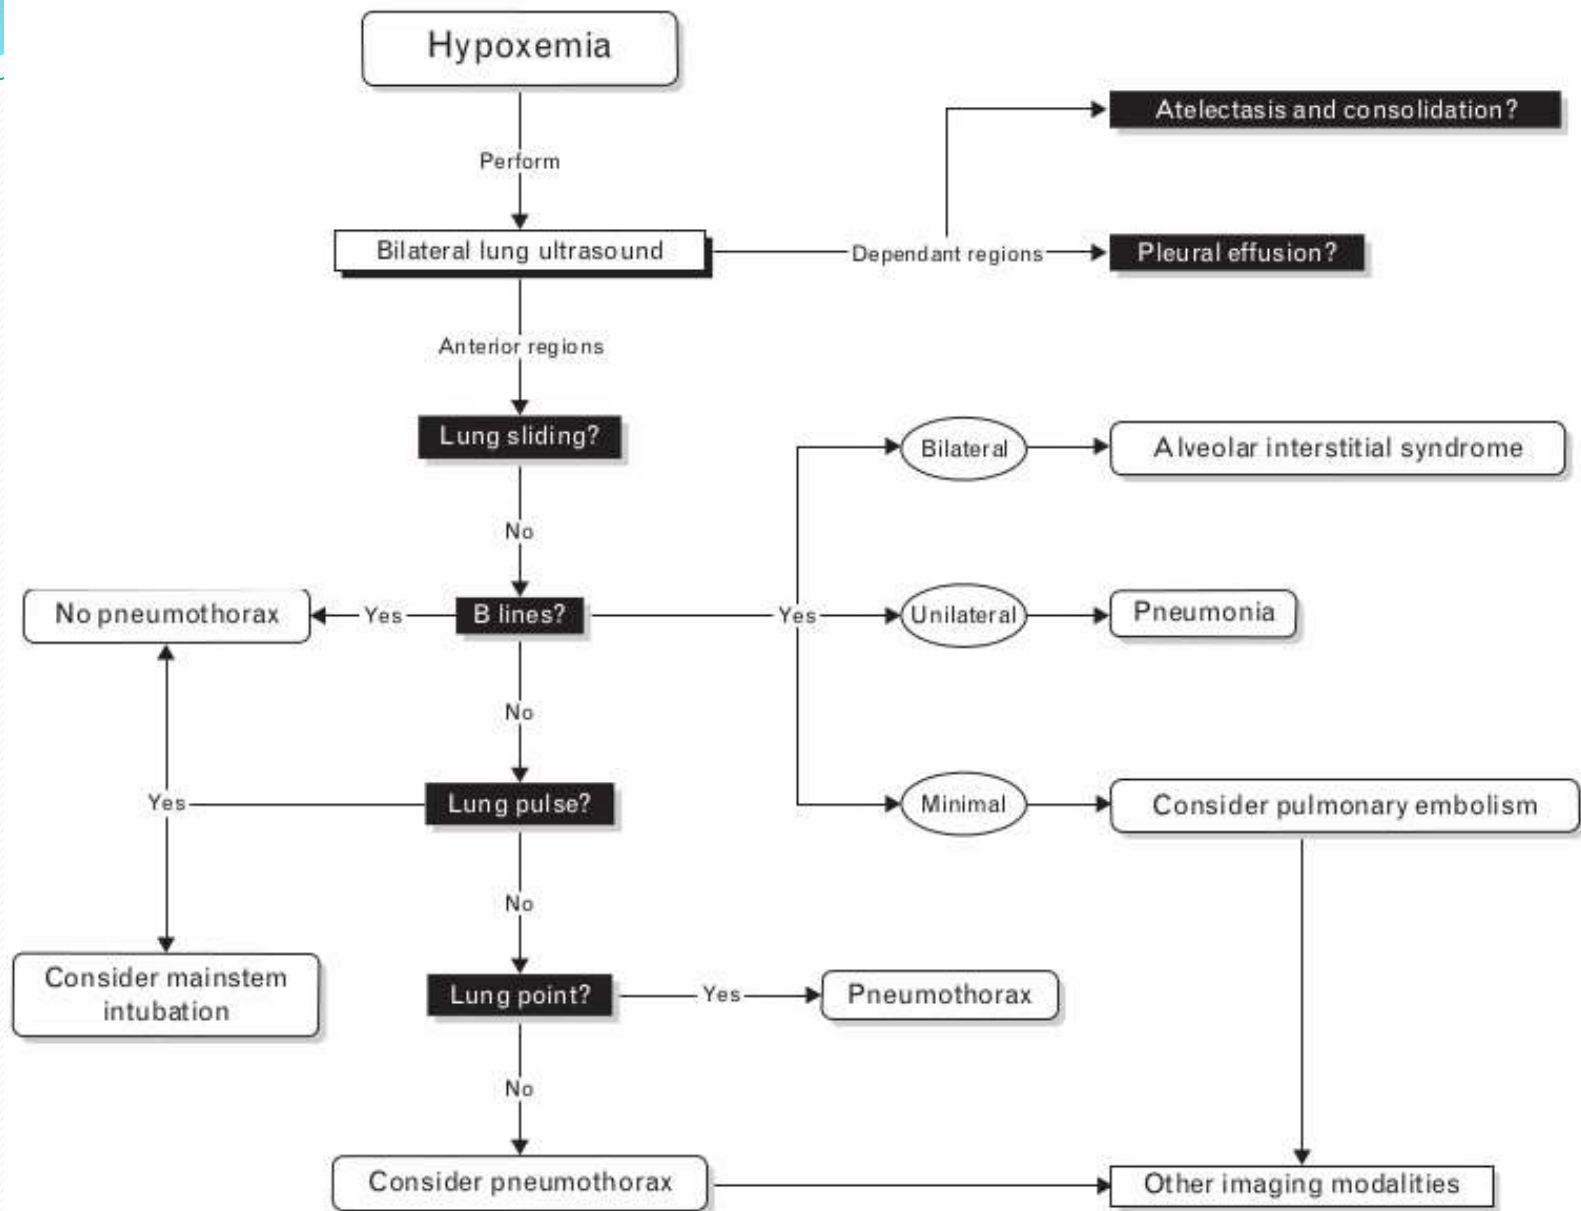 Hypoxemia
Atelectasis and consolidation?
Perform
Bilateral lung ultrasound
Dependant regions
Pleural effusion?
Anterior regions
Lung sliding?
Bilateral
Alveolar interstitial syndrome
No
No pneumothorax
Yes
B lines?
Yes
Unilateral
Pneumonia
No
Yes
Lung pulse?
Minimal
Consider pulmonary embolism
No
Consider mainstem
intubation
Lung point?
Yes
Pneumothorax
No
Consider pneumothorax
Other imaging modalities